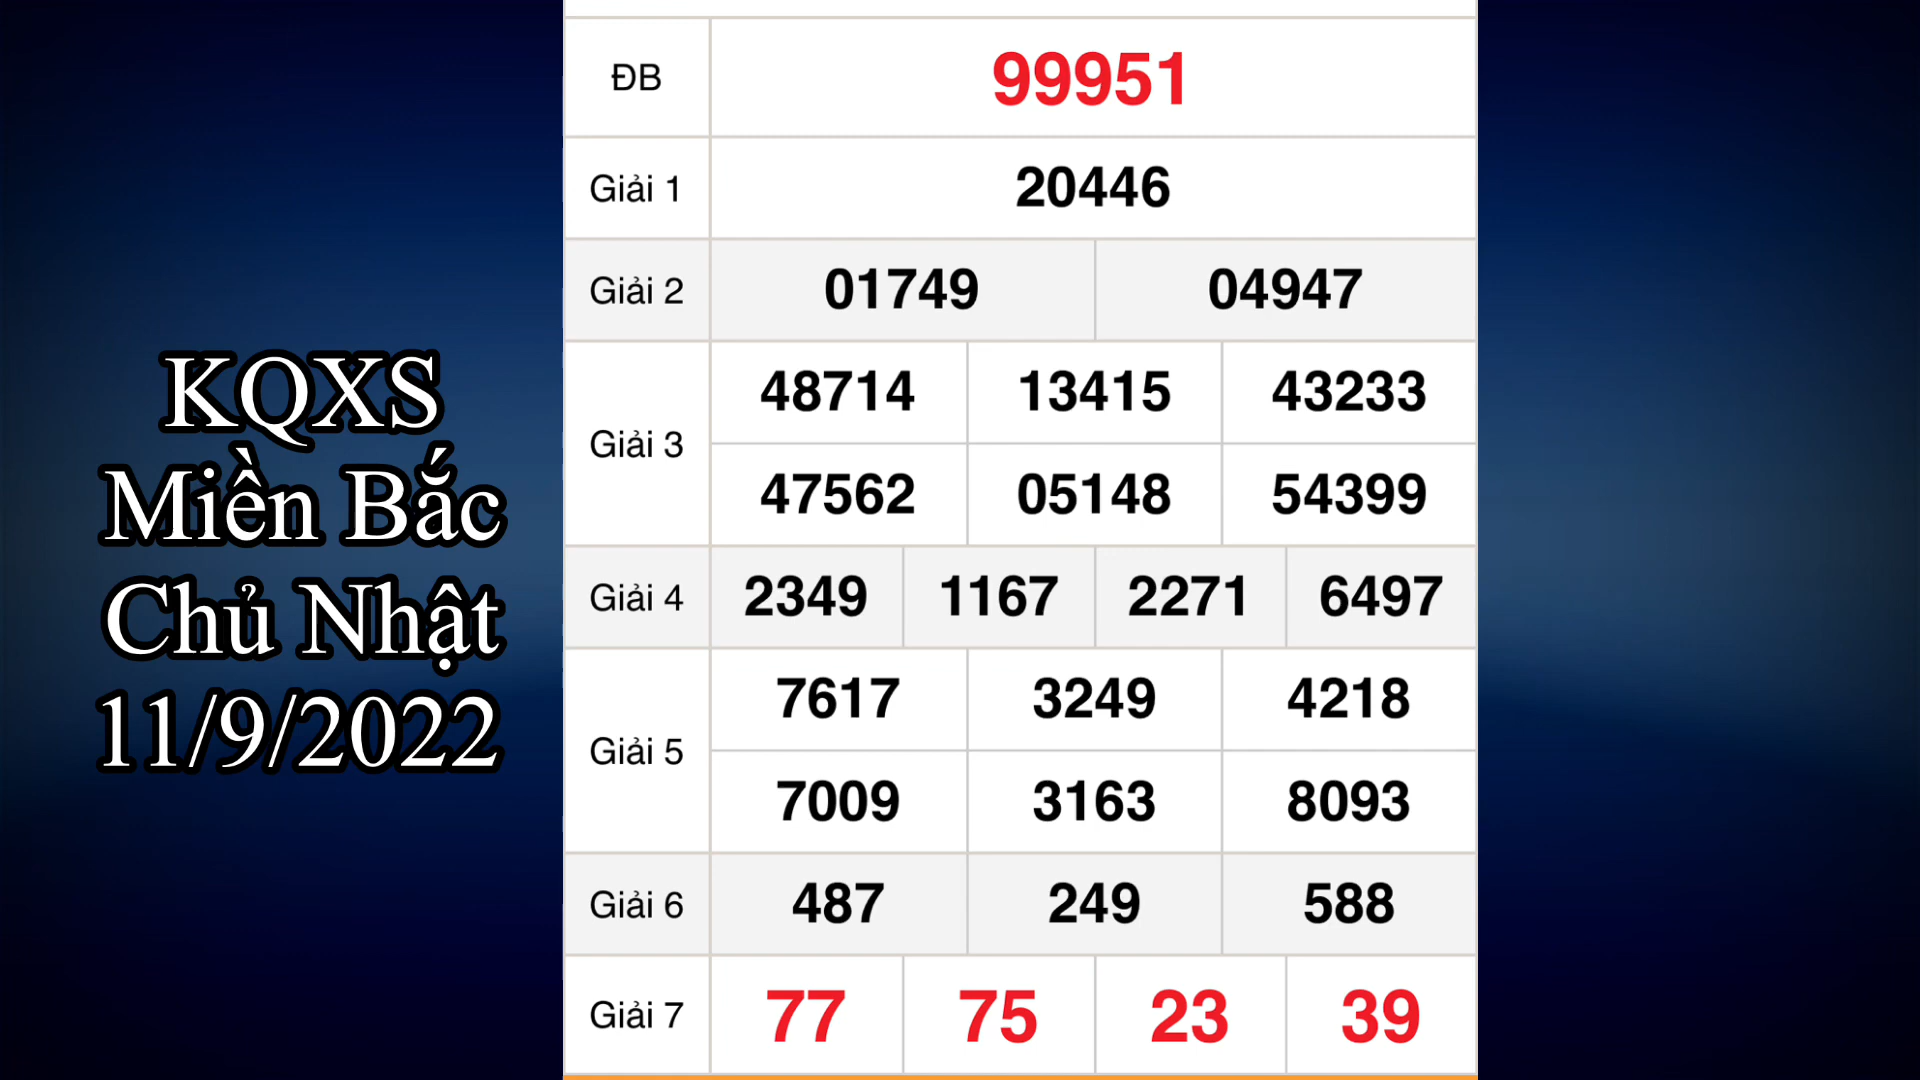 KQXS
Miền Bắc
Chủ Nhật
11/9/2022
ĐB 99951
Giải 1 20446
Giải 2 01749 04947
Giải 3 48714 13415 43233
47562 05148 54399
Giải 4 2349 1167 2271 6497
Giải 5 7617 3249 4218
7009 3163 8093
Giải 6 487 249 588
Giải 7 77 75 23 39